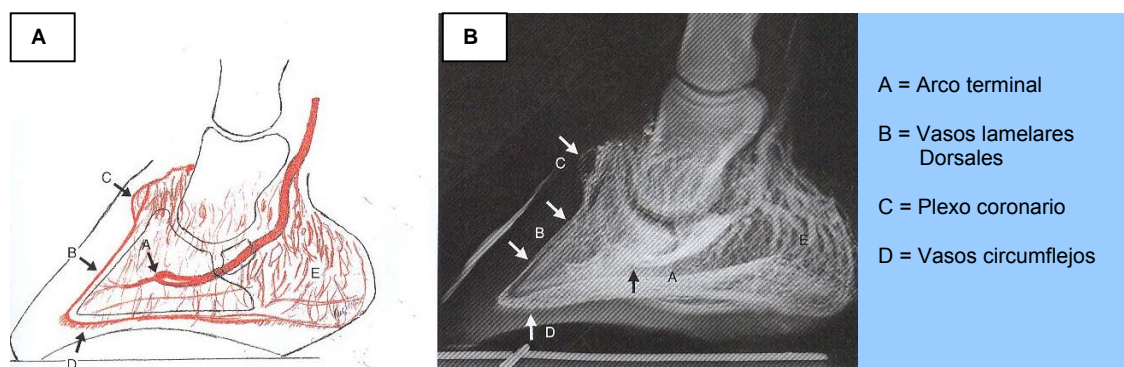 A
C
B
A
E
D
B
C
B
E
A
D
A = Arco terminal
B = Vasos lamelares
Dorsales
C = Plexo coronario
D = Vasos circumflejos